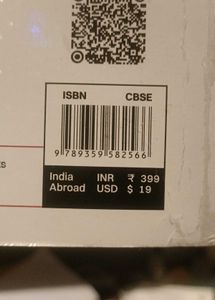 ISBN CBSE
9 789359 582566
India INR ₹ 399
Abroad USD $ 19